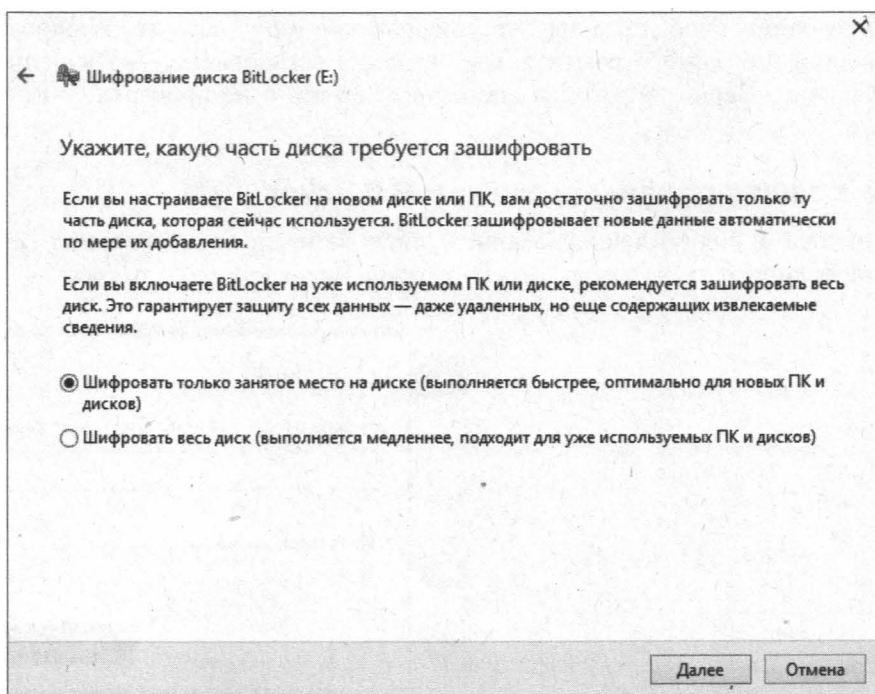 Шифрование диска BitLocker (E:)
Укажите, какую часть диска требуется зашифровать
Если вы настраиваете BitLocker на новом диске или ПК, вам достаточно зашифровать только ту
часть диска, которая сейчас используется. BitLocker зашифровывает новые данные автоматически
по мере их добавления.
Если вы включаете BitLocker на уже используемом ПК или диске, рекомендуется зашифровать весь
диск. Это гарантирует защиту всех данных — даже удаленных, но еще содержащих извлекаемые
сведения.
Шифровать только занятое место на диске (выполняется быстрее, оптимально для новых ПК и
дисков)
Шифровать весь диск (выполняется медленнее, подходит для уже используемых ПК и дисков)
Далее
Отмена